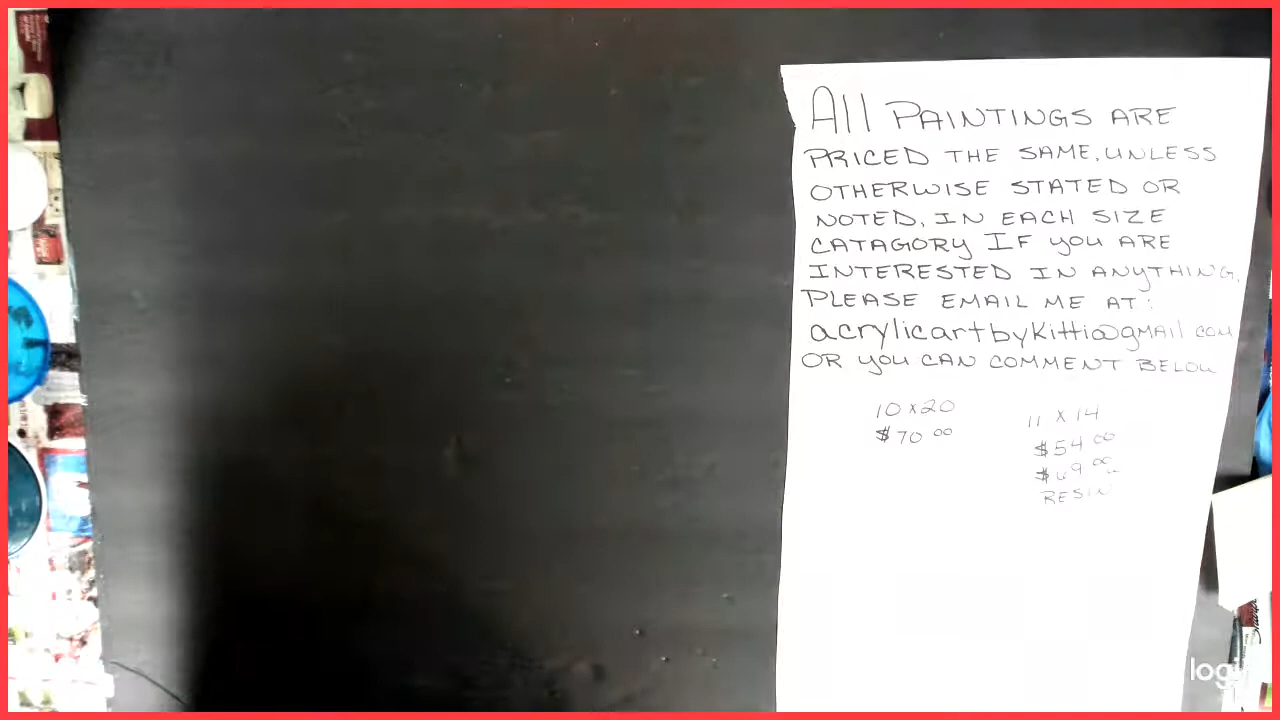 All PAINTINGS ARE
PRICED THE SAME, UNLESS
OTHERWISE STATED OR
NOTED, IN EACH SIZE
CATAGORY IF YOU ARE
INTERESTED IN ANYTHING,
PLEASE EMAIL ME AT:
acrylicartbyKitti@GMAIL.COM
OR YOU CAN COMMENT BELOW
10 x 20
$70 00
11 x 14
$54 00
$69 00
RESIN
logi